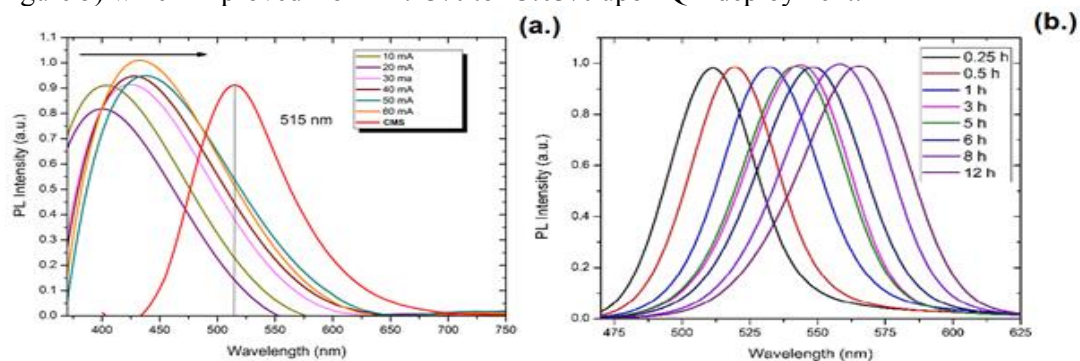 (a.)
(b.)
1.1
1.0
0.9
0.8
0.7
0.6
0.5
0.4
0.3
0.2
0.1
0.0
PL Intensity (a.u.)
10 mA
20 mA
30 ma
40 mA
50 mA
60 mA
CMS
515 nm
400 450 500 550 600 650 700 750
Wavelength (nm)
1.0
0.8
0.6
0.4
0.2
0.0
PL Intensity (a.u.)
0.25 h
0.5 h
1 h
3 h
5 h
6 h
8 h
12 h
475 500 525 550 575 600 625
Wavelength (nm)